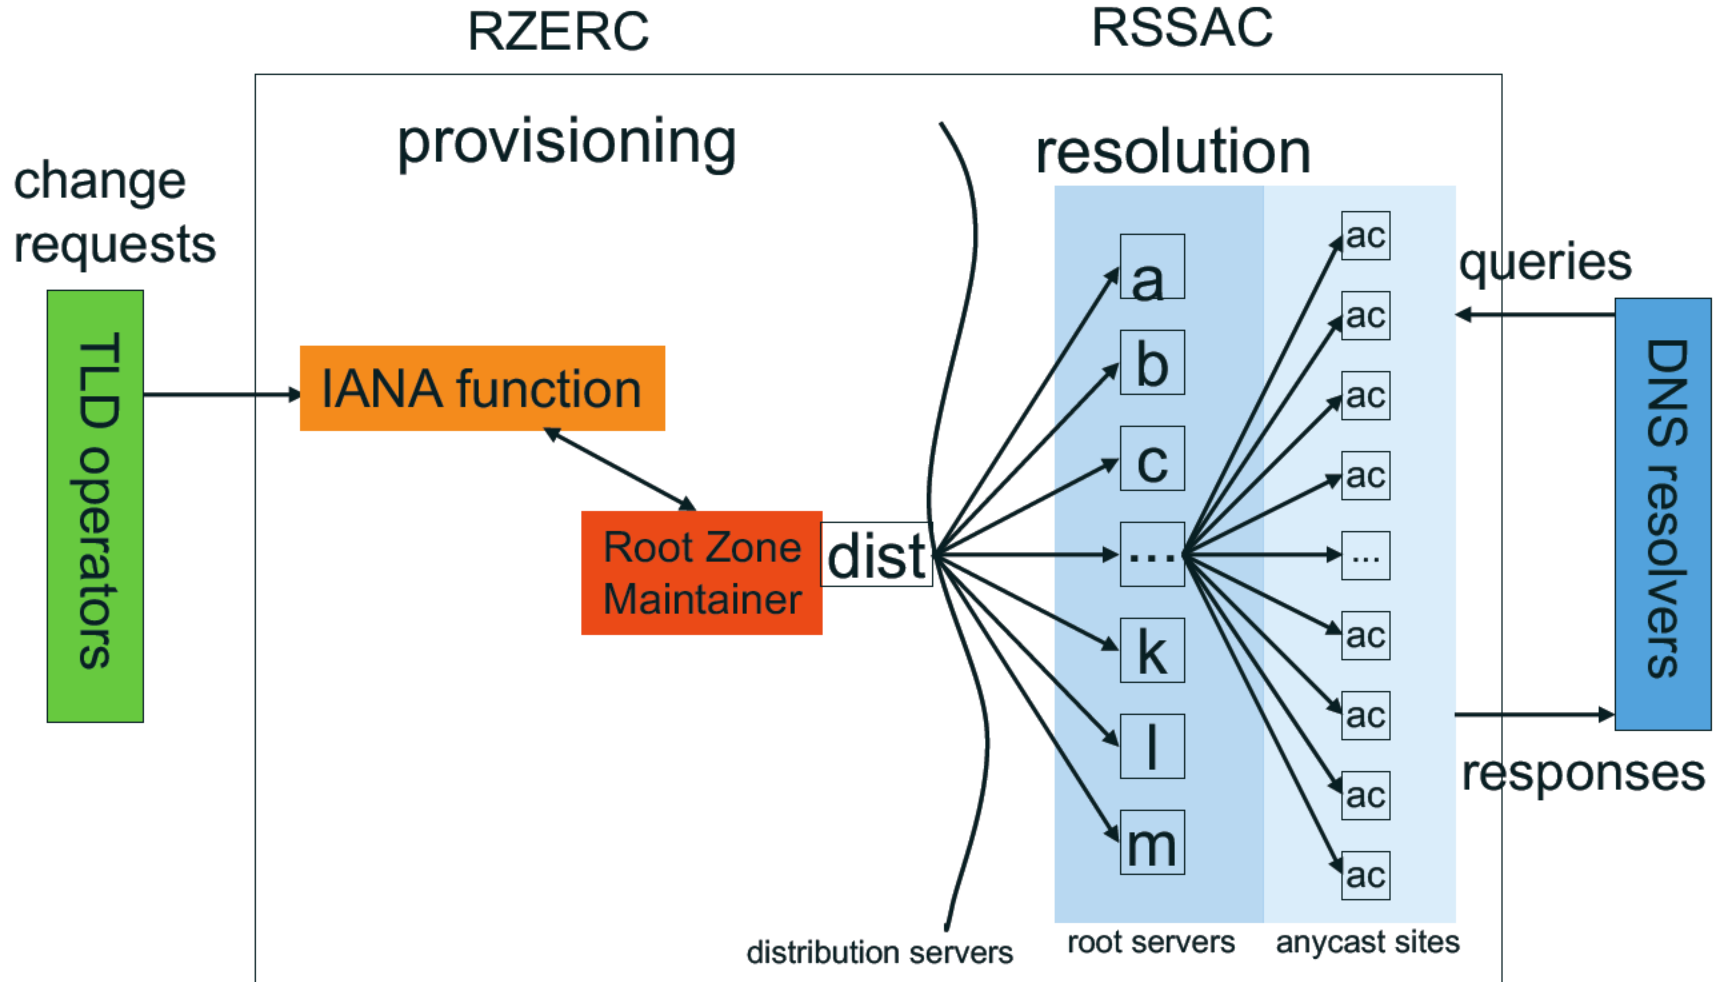 RZERC
RSSAC
provisioning
resolution
change
requests
TLD operators
IANA function
Root Zone
Maintainer
dist
a
b
c
...
k
l
m
ac
ac
ac
ac
...
ac
ac
ac
ac
queries
DNS resolvers
responses
distribution servers
root servers
anycast sites